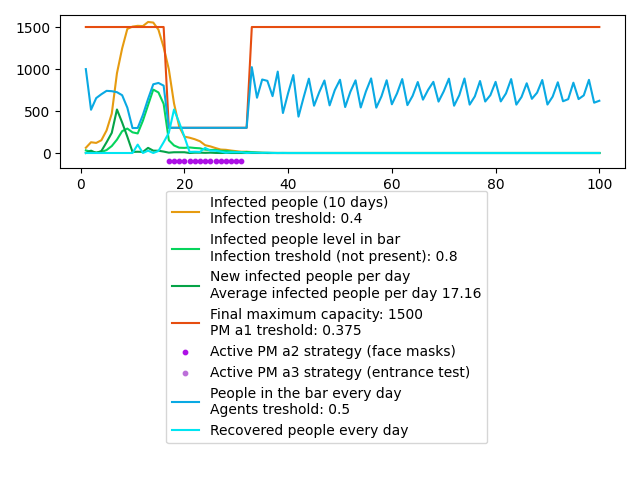 1500
1000
500
0
0
20
40
60
80
100
Infected people (10 days)
Infection treshold: 0.4
Infected people level in bar
Infection treshold (not present): 0.8
New infected people per day
Average infected people per day 17.16
Final maximum capacity: 1500
PM a1 treshold: 0.375
Active PM a2 strategy (face masks)
Active PM a3 strategy (entrance test)
People in the bar every day
Agents treshold: 0.5
Recovered people every day